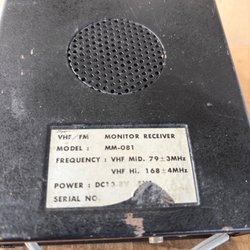 VHF/FM MONITOR RECEIVER
MODEL : MM-081
FREQUENCY : VHF MID. 79±3MHz
VHF Hi. 168±4MHz
POWER :
SERIAL NO.